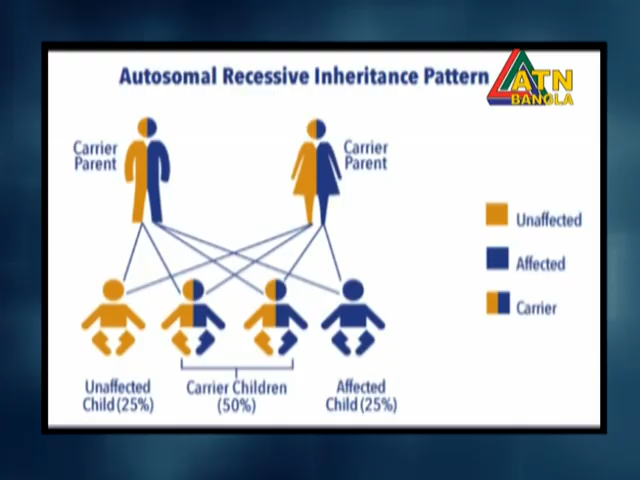 Autosomal Recessive Inheritance Pattern
ATN
BANGLA
Carrier
Parent
Carrier
Parent
Unaffected
Affected
Carrier
Unaffected
Child (25%)
Carrier Children
(50%)
Affected
Child (25%)